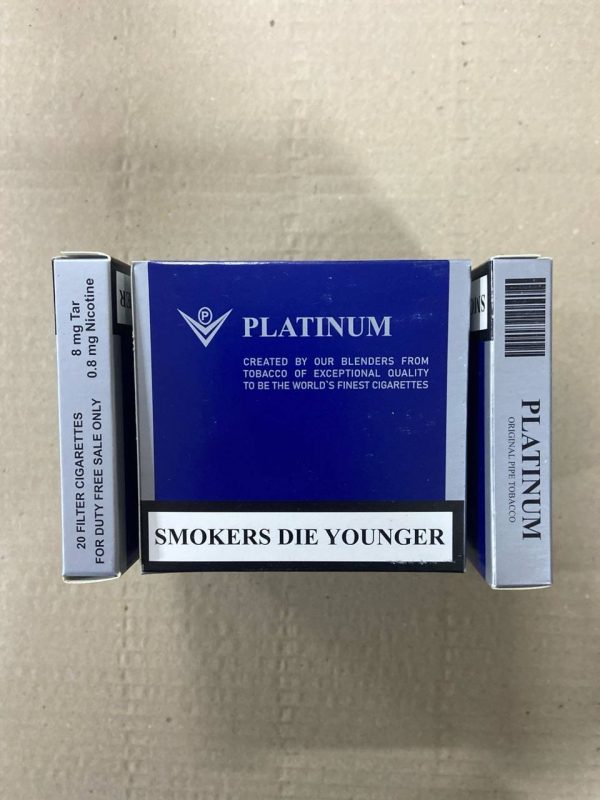 8 mg Tar
0.8 mg Nicotine
20 FILTER CIGARETTES
FOR DUTY FREE SALE ONLY
P
PLATINUM
CREATED BY OUR BLENDERS FROM
TOBACCO OF EXCEPTIONAL QUALITY
TO BE THE WORLD'S FINEST CIGARETTES
SMOKERS DIE YOUNGER
PLATINUM
ORIGINAL PIPE TOBACCO